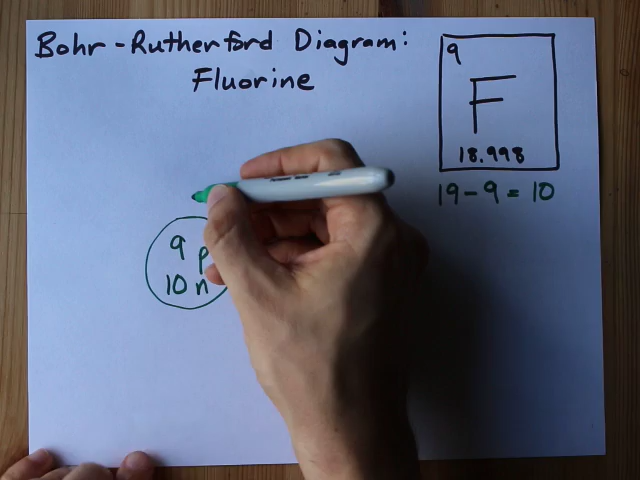 Bohr-Rutherford Diagram:
Fluorine
9
F
18.998
19-9=10
9 p
10 n